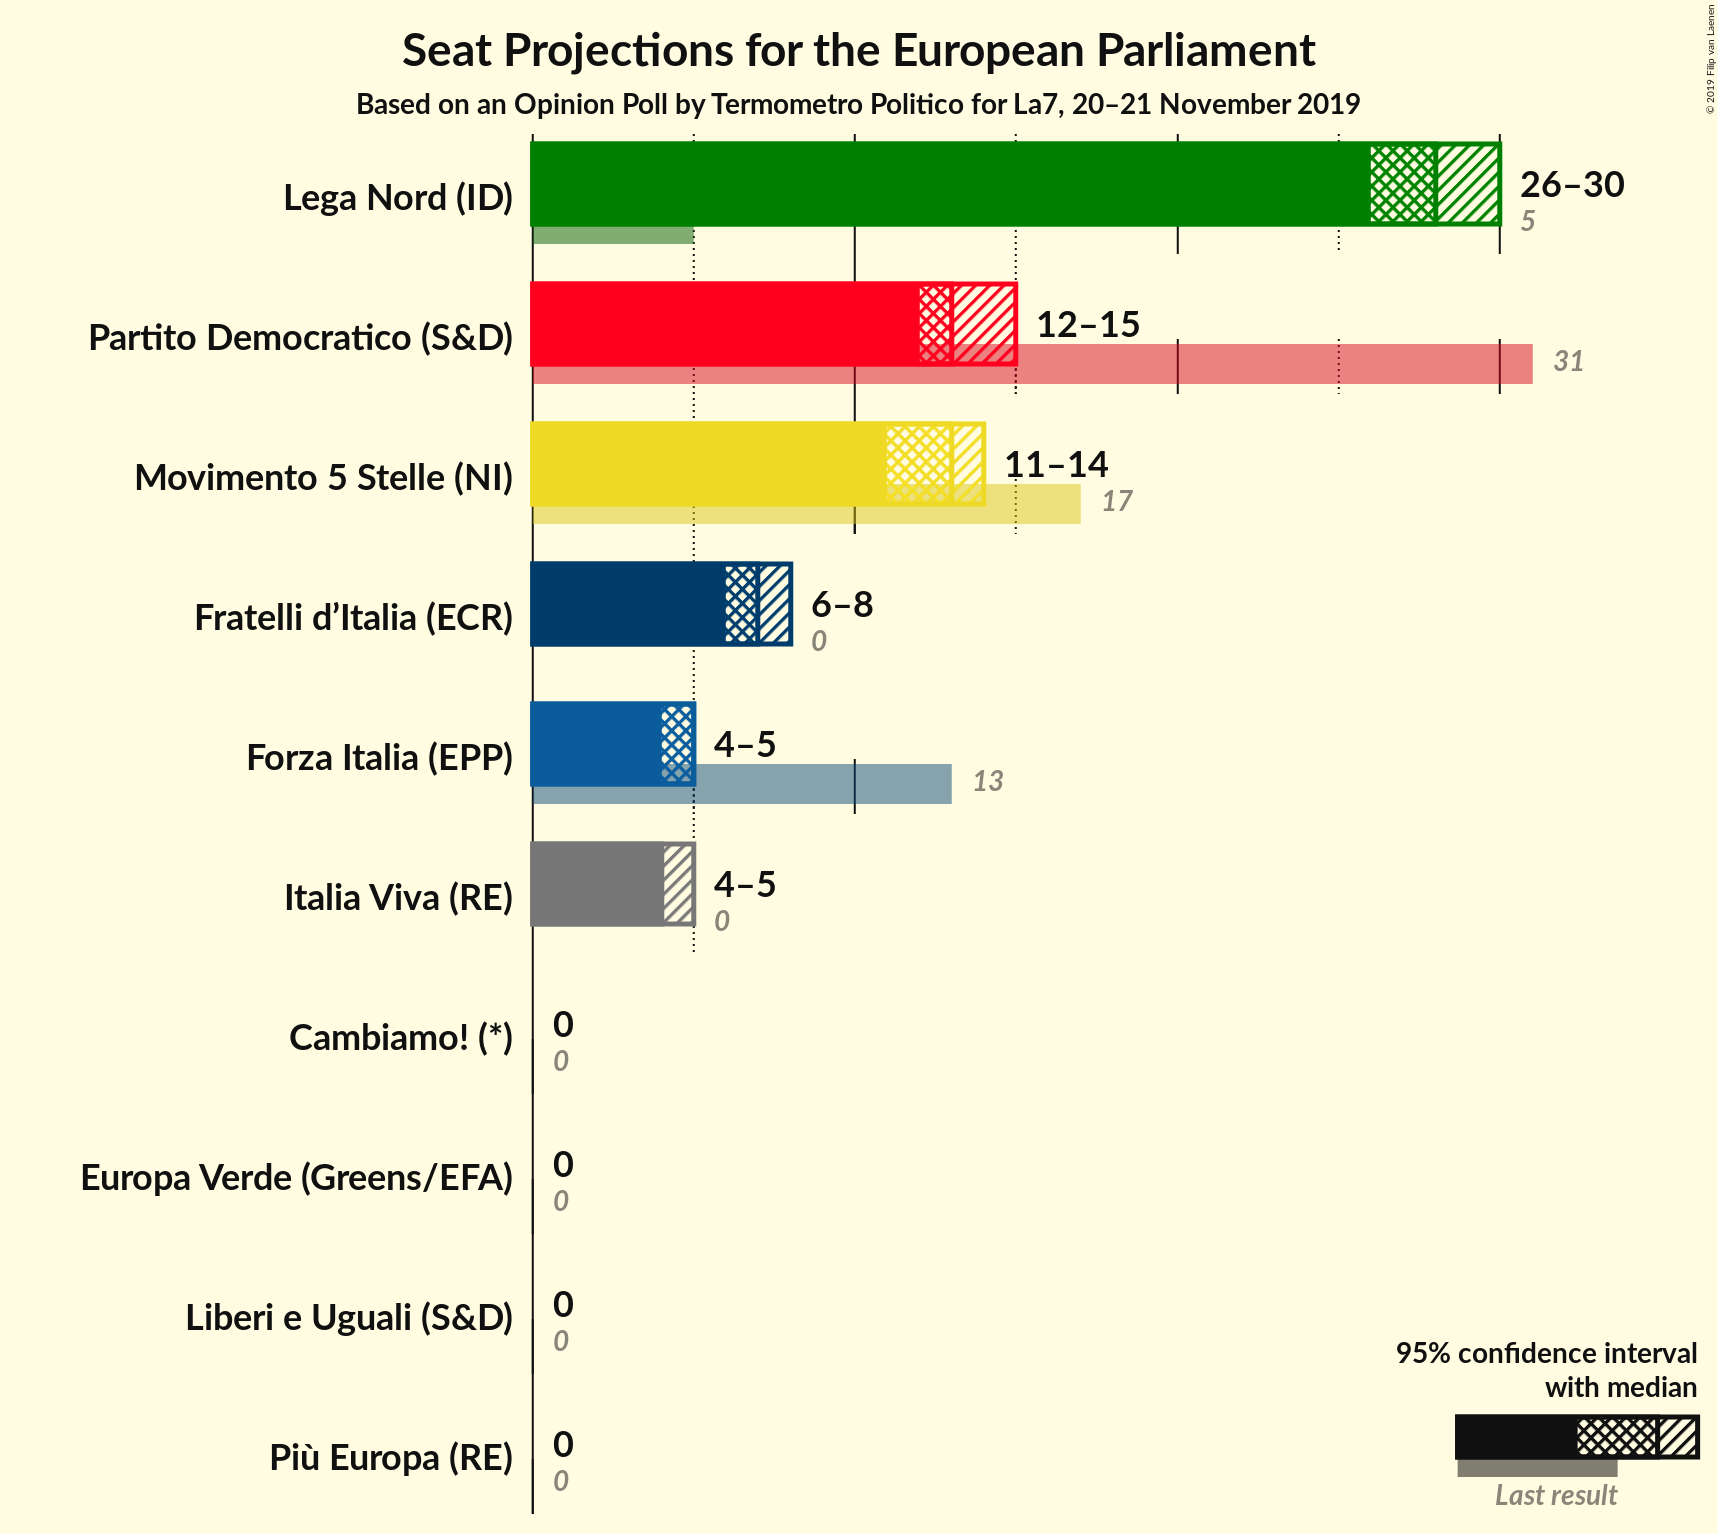 Seat Projections for the European Parliament
Based on an Opinion Poll by Termometro Politico for La7, 20–21 November 2019
© 2019 Filip van Laenen
Lega Nord (ID)
26–30
5
Partito Democratico (S&D)
12–15
31
Movimento 5 Stelle (NI)
11–14
17
Fratelli d’Italia (ECR)
6–8
0
Forza Italia (EPP)
4–5
13
Italia Viva (RE)
4–5
0
Cambiamo! (*)
0
0
Europa Verde (Greens/EFA)
0
0
Liberi e Uguali (S&D)
0
0
Più Europa (RE)
0
0
95% confidence interval
with median
Last result